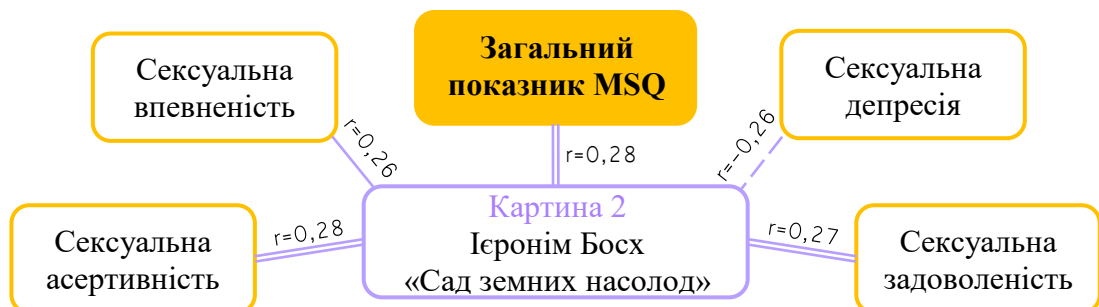 Загальний
показник MSQ
Сексуальна
впевненість
Сексуальна
депресія
r=0,26
r=0,28
r=-0,26
Сексуальна
асертивність
r=0,28
Картина 2
Ієронім Босх
«Сад земних насолод»
r=0,27
Сексуальна
задоволеність